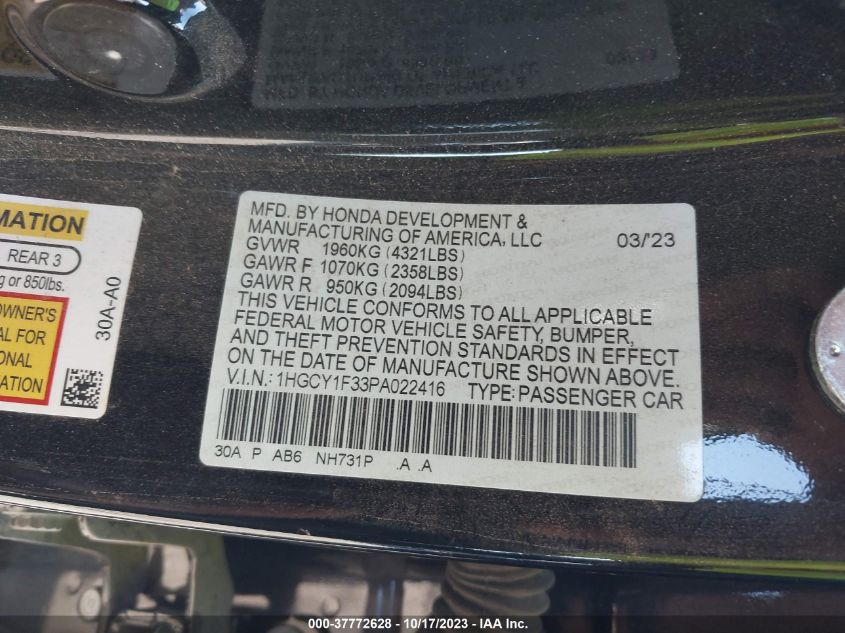 MATION
REAR 3
or 850lbs.
OWNER'S
FOR
30A-A0
MFD. BY HONDA DEVELOPMENT &
MANUFACTURING OF AMERICA, LLC 03/'23
GVWR 1960KG (4321LBS)
GAWR F 1070KG (2358LBS)
GAWR R 950KG (2094LBS)
THIS VEHICLE CONFORMS TO ALL APPLICABLE
FEDERAL MOTOR VEHICLE SAFETY, BUMPER,
AND THEFT PREVENTION STANDARDS IN EFFECT
ON THE DATE OF MANUFACTURE SHOWN ABOVE.
V.I.N.: 1HGCY1F33PA022416 TYPE: PASSENGER CAR
30A P AB6 NH731P .A .A
000-37772628 - 10/17/2023 - IAA Inc.